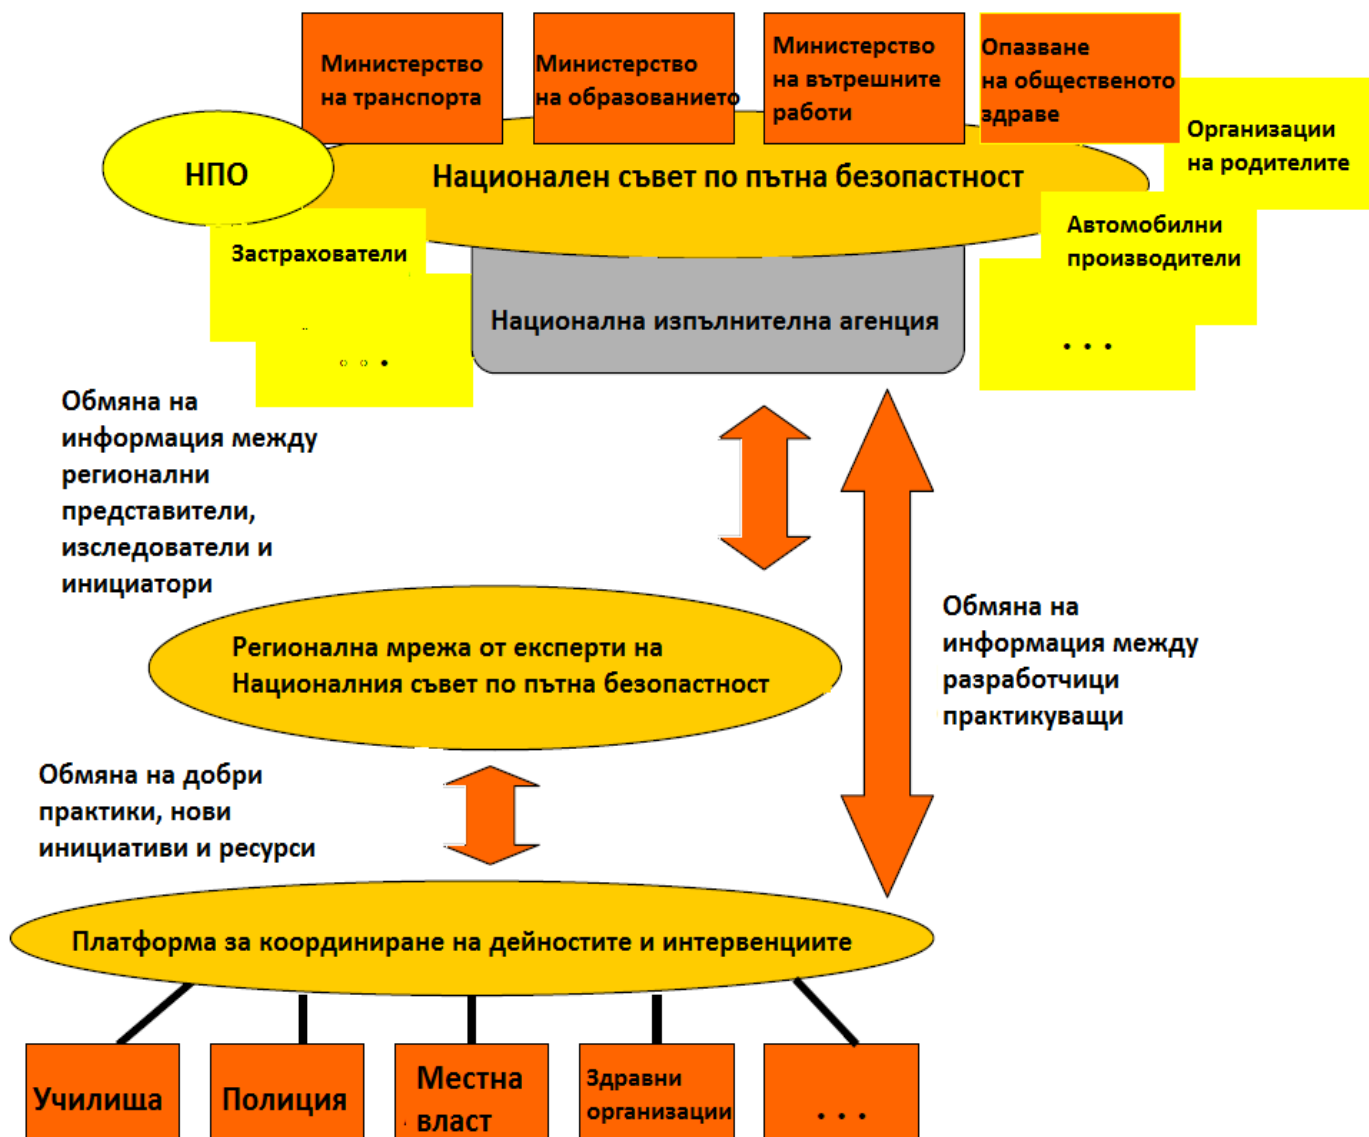 Министерство
на транспорта
Министерство
на образованието
Министерство
на вътрешните
работи
Опазване
на общественото
здраве
Организации
на родителите
НПО
Национален съвет по пътна безопастност
Автомобилни
производители
Застрахователи
Национална изпълнителна агенция
. . .
. . .
Обмяна на
информация между
регионални
представители,
изследователи и
инициатори
Обмяна на
информация между
разработчици
практикуващи
Регионална мрежа от експерти на
Националния съвет по пътна безопастност
Обмяна на добри
практики, нови
инициативи и ресурси
Платформа за координиране на дейностите и интервенциите
Училища
Полиция
Местна
власт
Здравни
организации
. . .